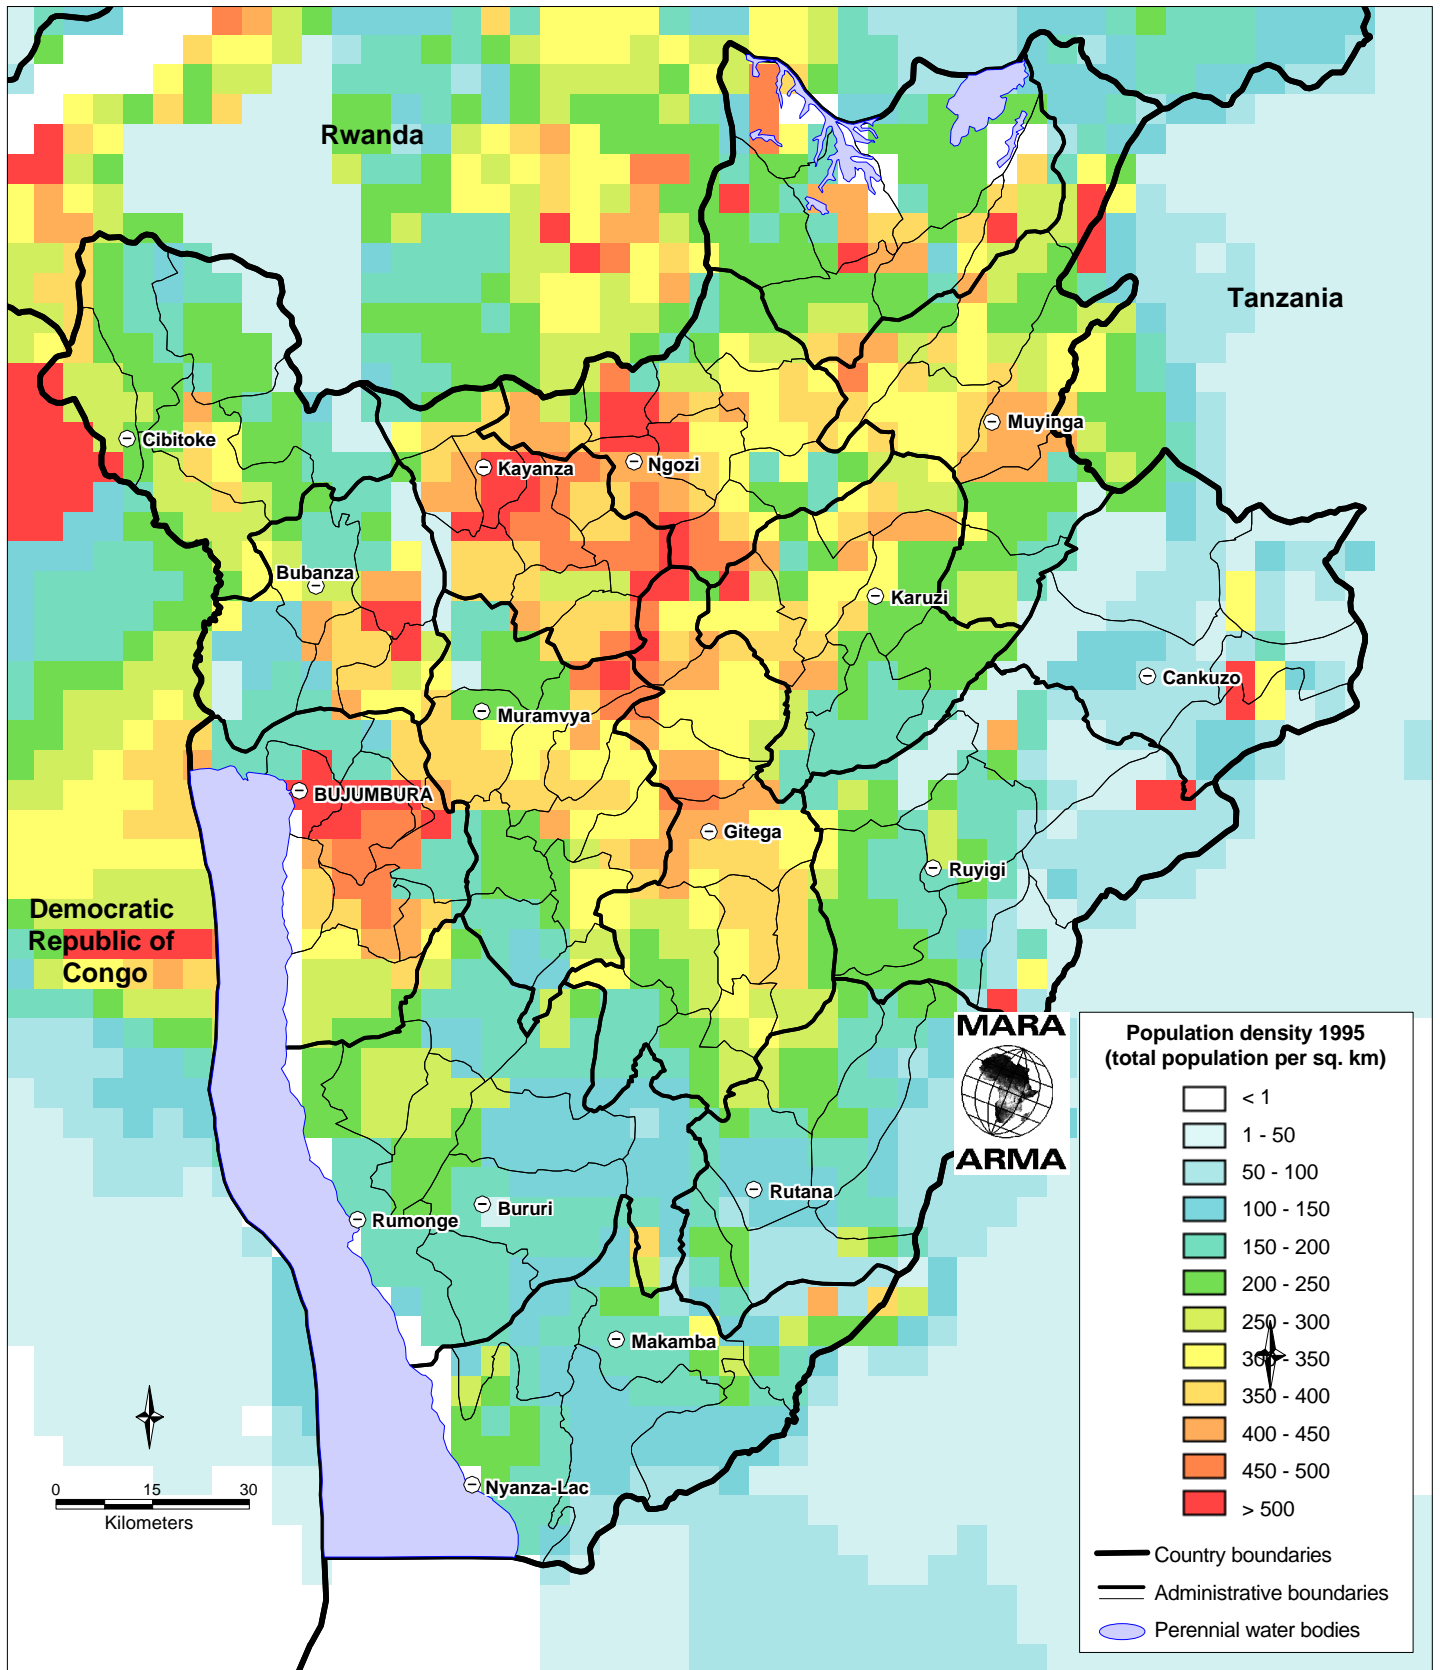 Rwanda
Tanzania
Cibitoke
Kayanza
Ngozi
Muyinga
Bubanza
Karuzi
Cankuzo
Muramvya
BUJUMBURA
Gitega
Ruyigi
Democratic
Republic of
Congo
MARA
ARMA
Rutana
Bururi
Rumonge
Makamba
Nyanza-Lac
0 15 30
Kilometers
Population density 1995
(total population per sq. km)
< 1
1 - 50
50 - 100
100 - 150
150 - 200
200 - 250
250 - 300
300 - 350
350 - 400
400 - 450
450 - 500
> 500
Country boundaries
Administrative boundaries
Perennial water bodies